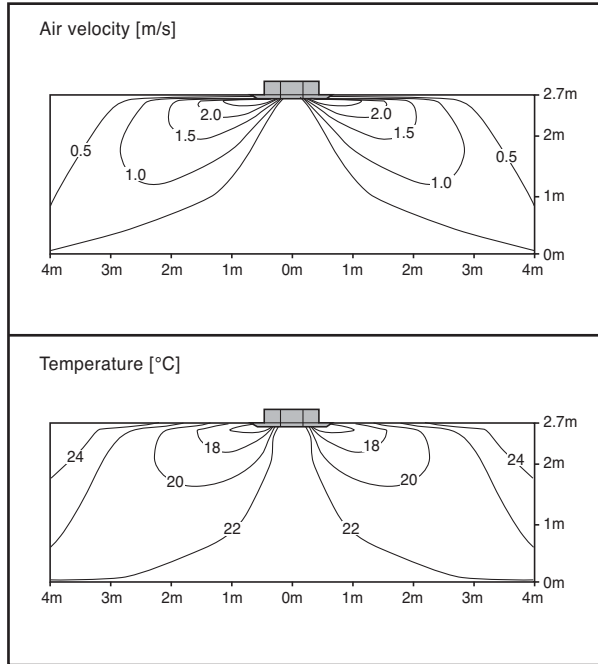 Air velocity [m/s]
2.7m
2.0 2.0
2m
1.5 1.5
0.5 0.5
1.0 1.0
1m
0m
4m 3m 2m 1m 0m 1m 2m 3m 4m
Temperature [°C]
2.7m
18 18
24 24
2m
20 20
22 22
1m
0m
4m 3m 2m 1m 0m 1m 2m 3m 4m